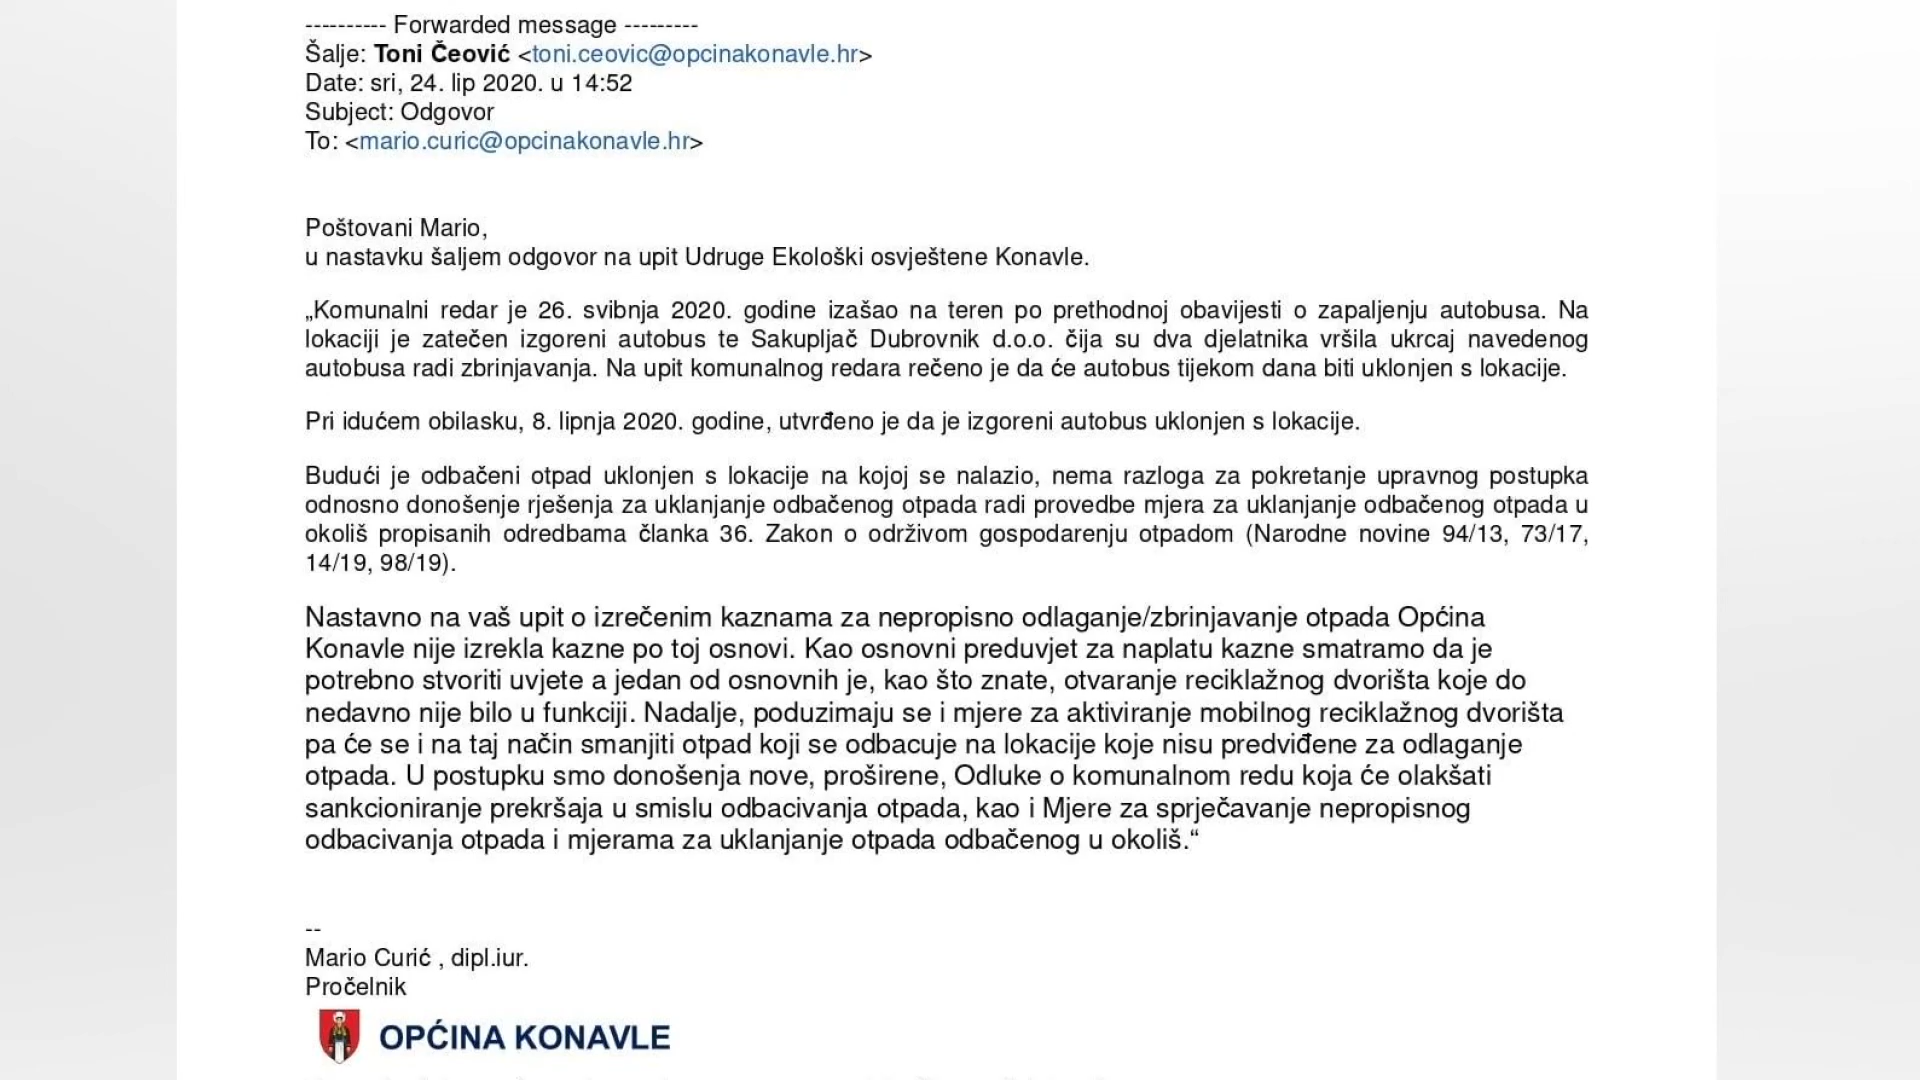 ---------- Forwarded message ---------
Šalje: Toni Čeović <toni.ceovic@opcinakonavle.hr>
Date: sri, 24. lip 2020. u 14:52
Subject: Odgovor
To: <mario.curic@opcinakonavle.hr>
Poštovani Mario,
u nastavku šaljem odgovor na upit Udruge Ekološki osvještene Konavle.
„Komunalni redar je 26. svibnja 2020. godine izašao na teren po prethodnoj obavijesti o zapaljenju autobusa. Na
lokaciji je zatečen izgoreni autobus te Sakupljač Dubrovnik d.o.o. čija su dva djelatnika vršila ukrcaj navedenog
autobusa radi zbrinjavanja. Na upit komunalnog redara rečeno je da će autobus tijekom dana biti uklonjen s lokacije.
Pri idućem obilasku, 8. lipnja 2020. godine, utvrđeno je da je izgoreni autobus uklonjen s lokacije.
Budući je odbačeni otpad uklonjen s lokacije na kojoj se nalazio, nema razloga za pokretanje upravnog postupka
odnosno donošenje rješenja za uklanjanje odbačenog otpada radi provedbe mjera za uklanjanje odbačenog otpada u
okoliš propisanih odredbama članka 36. Zakon o održivom gospodarenju otpadom (Narodne novine 94/13, 73/17,
14/19, 98/19).
Nastavno na vaš upit o izrečenim kaznama za nepropisno odlaganje/zbrinjavanje otpada Općina
Konavle nije izrekla kazne po toj osnovi. Kao osnovni preduvjet za naplatu kazne smatramo da je
potrebno stvoriti uvjete a jedan od osnovnih je, kao što znate, otvaranje reciklažnog dvorišta koje do
nedavno nije bilo u funkciji. Nadalje, poduzimaju se i mjere za aktiviranje mobilnog reciklažnog dvorišta
pa će se i na taj način smanjiti otpad koji se odbacuje na lokacije koje nisu predviđene za odlaganje
otpada. U postupku smo donošenja nove, proširene, Odluke o komunalnom redu koja će olakšati
sankcioniranje prekršaja u smislu odbacivanja otpada, kao i Mjere za sprječavanje nepropisnog
odbacivanja otpada i mjerama za uklanjanje otpada odbačenog u okoliš.“
--
Mario Curić , dipl.iur.
Pročelnik
OPĆINA KONAVLE